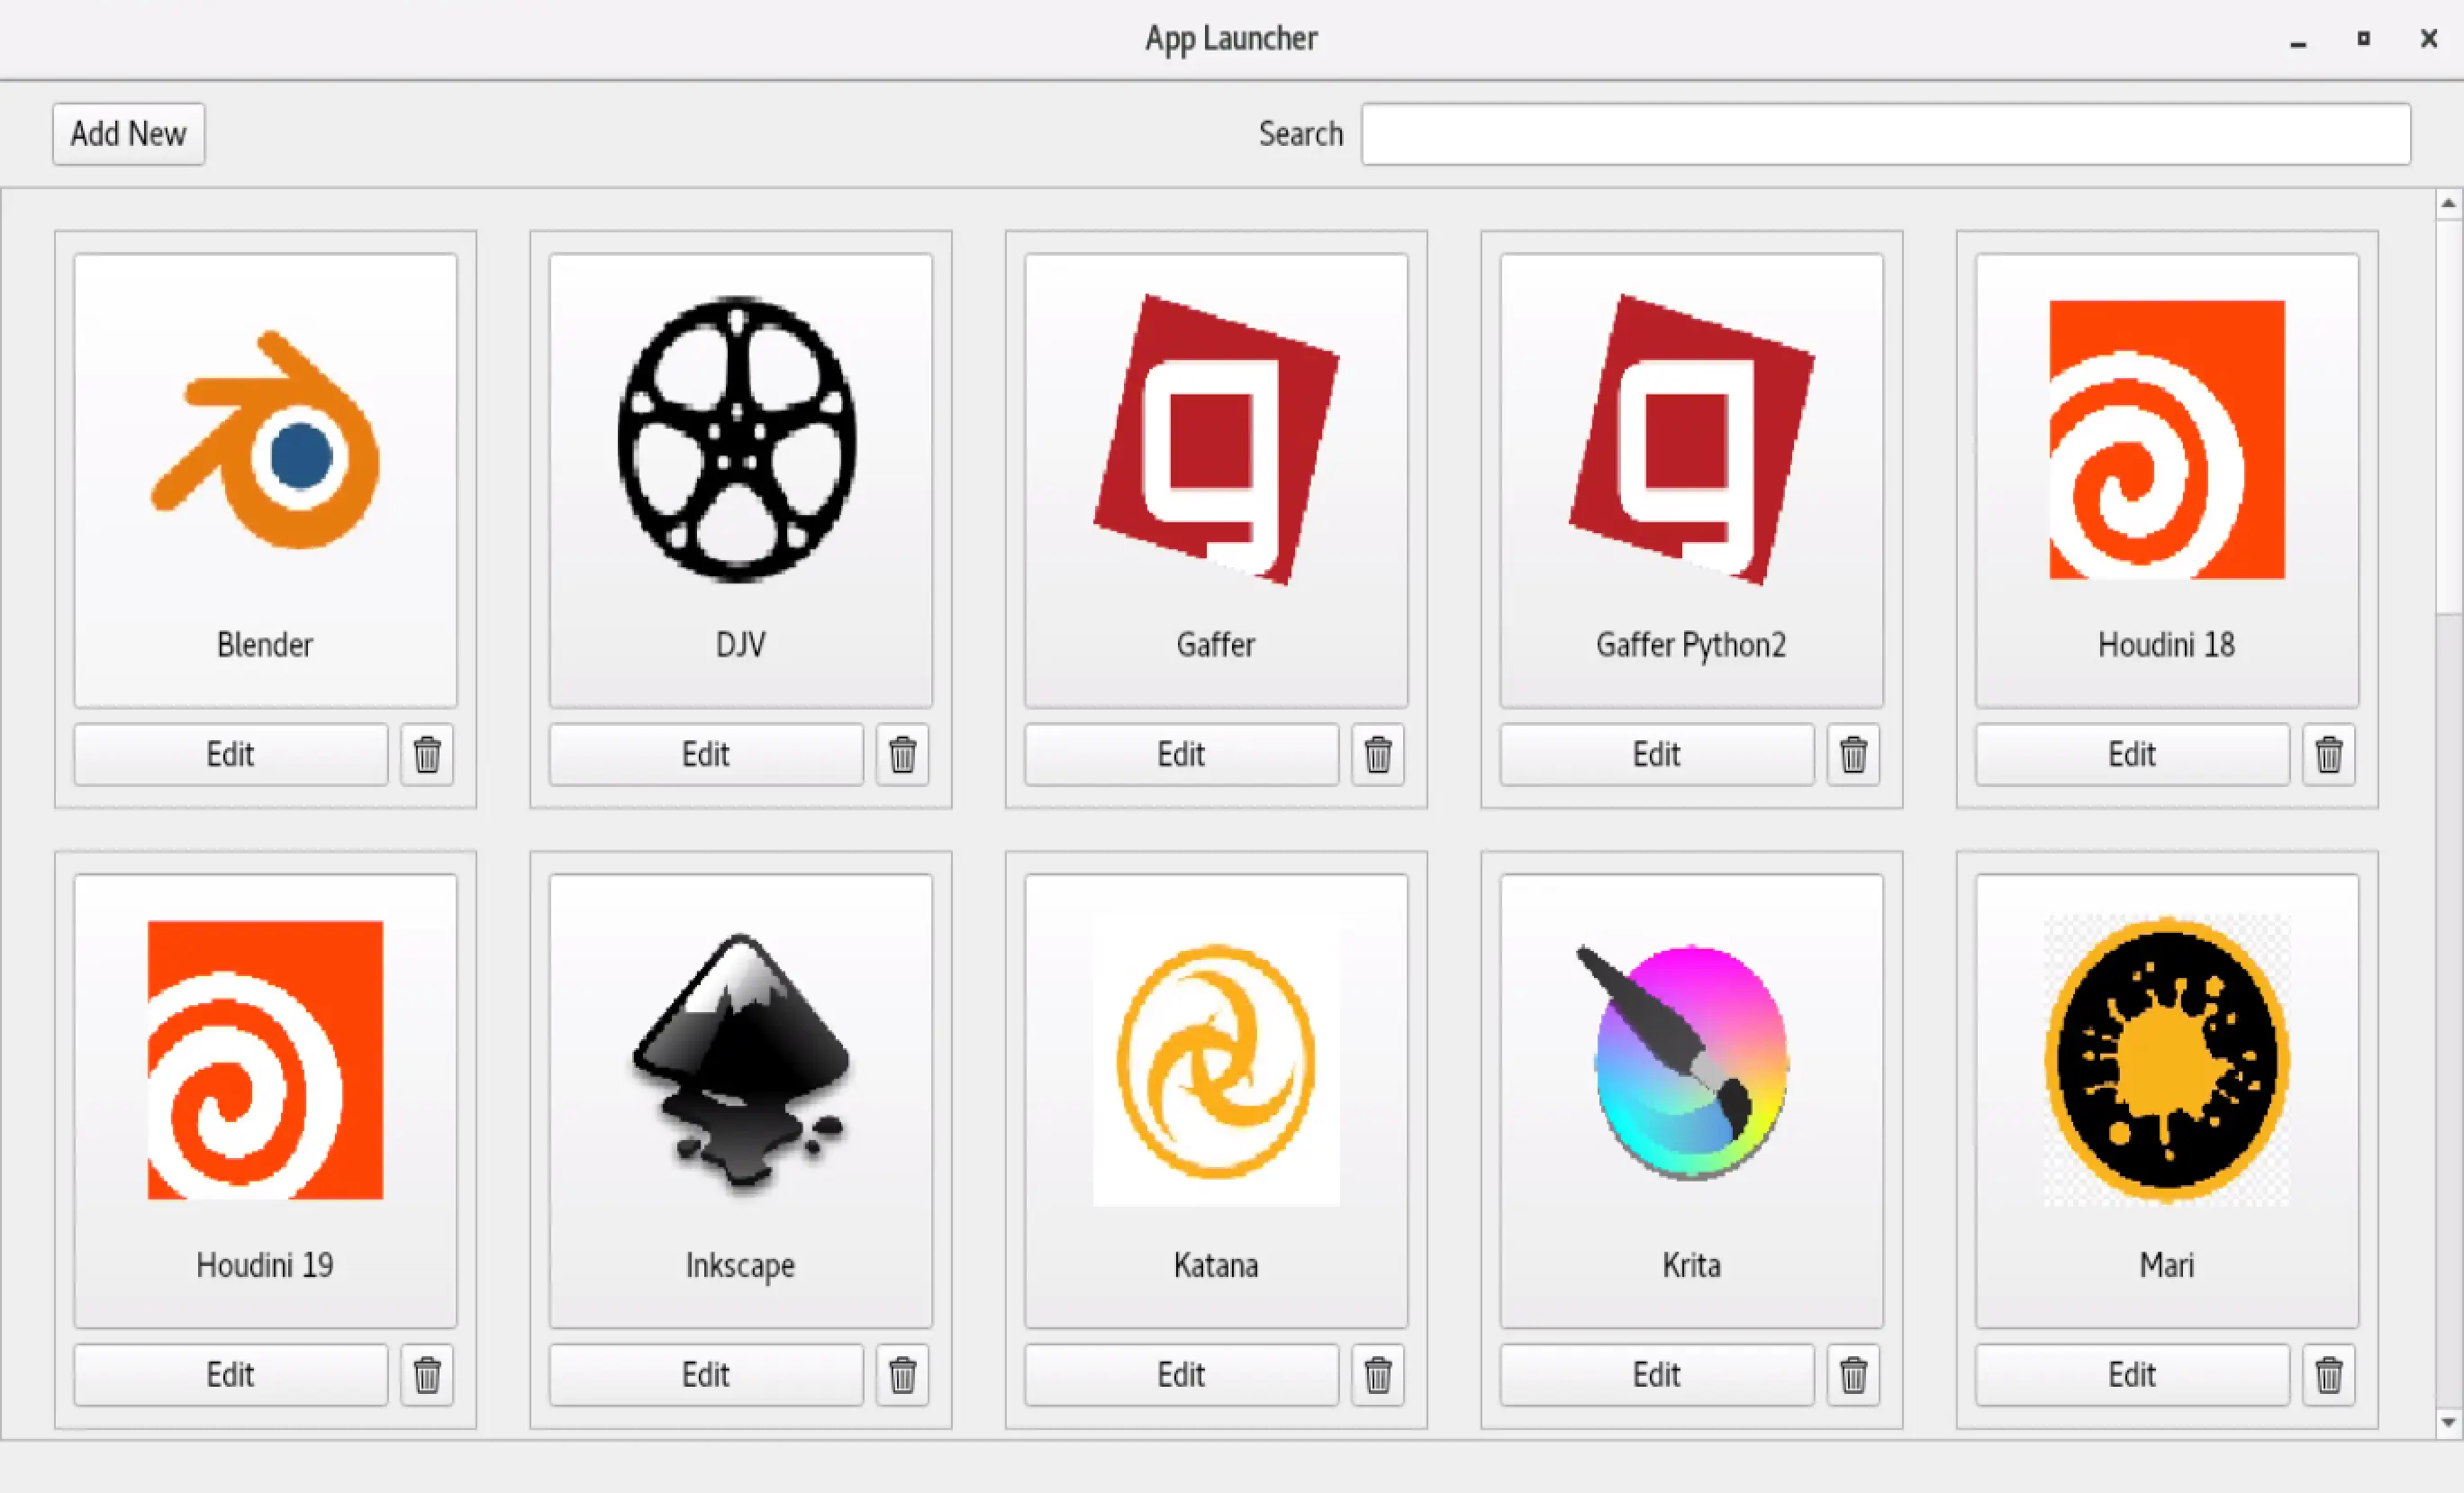 App Launcher
Add New
Search
Blender
DJV
Gaffer
Gaffer Python2
Houdini 18
Edit
Edit
Edit
Edit
Edit
Houdini 19
Inkscape
Katana
Krita
Mari
Edit
Edit
Edit
Edit
Edit